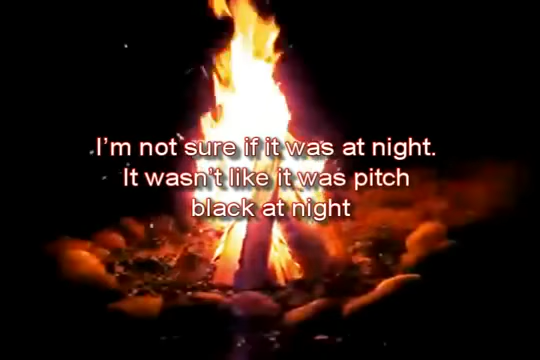 I'm not sure if it was at night.
It wasn't like it was pitch
black at night